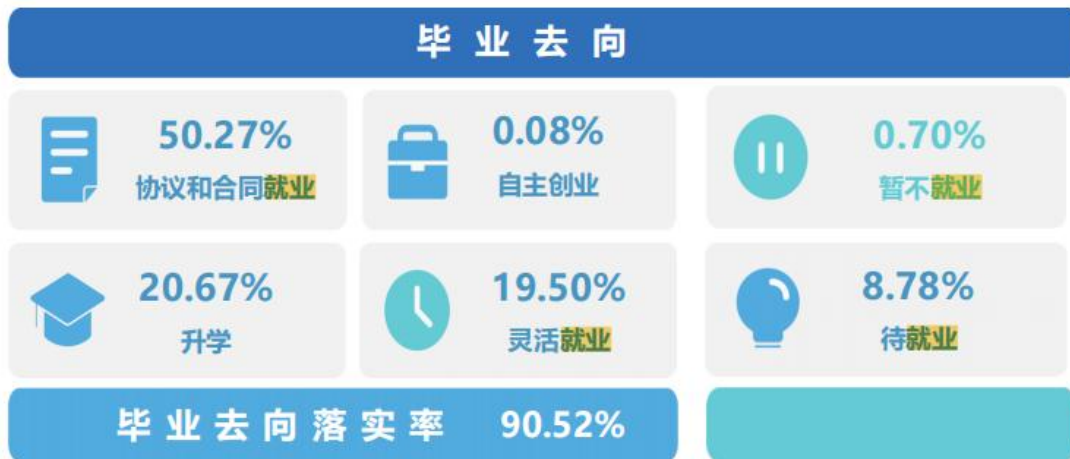 毕业去向
50.27%
协议和合同就业
0.08%
自主创业
0.70%
暂不就业
20.67%
升学
19.50%
灵活就业
8.78%
待就业
毕业去向落实率 90.52%